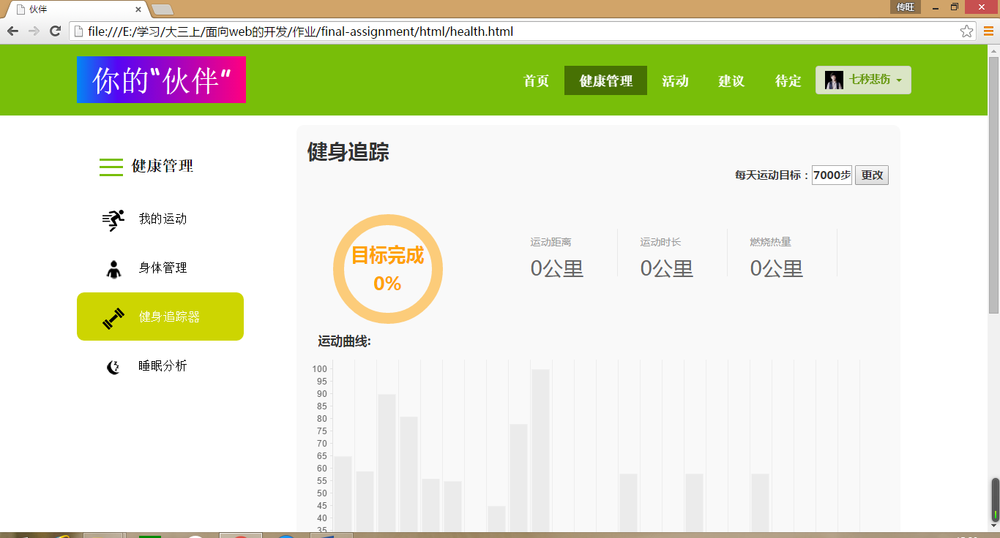 伙伴
传旺
file:///E:/学习/大三上/面向web的开发/作业/final-assignment/html/health.html
你的“伙伴”
首页 健康管理 活动 建议 待定 七秒悲伤
健康管理
我的运动
身体管理
健身追踪器
睡眠分析
健身追踪
每天运动目标：7000步 更改
目标完成
0%
运动距离 运动时长 燃烧热量
0公里 0公里 0公里
运动曲线:
100
95
90
85
80
75
70
65
60
55
50
45
40
35